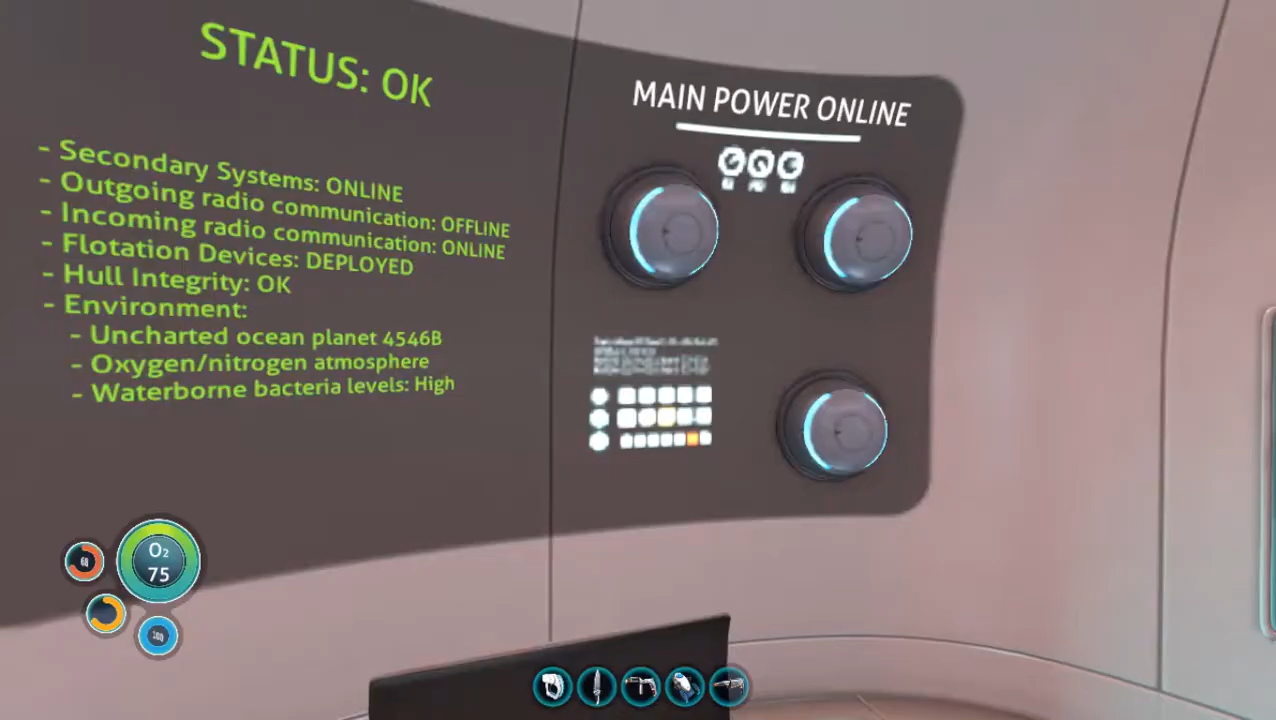 STATUS: OK
- Secondary Systems: ONLINE
- Outgoing radio communication: OFFLINE
- Incoming radio communication: ONLINE
- Flotation Devices: DEPLOYED
- Hull Integrity: OK
- Environment:
- Uncharted ocean planet 4546B
- Oxygen/nitrogen atmosphere
- Waterborne bacteria levels: High
MAIN POWER ONLINE
O₂
75
100